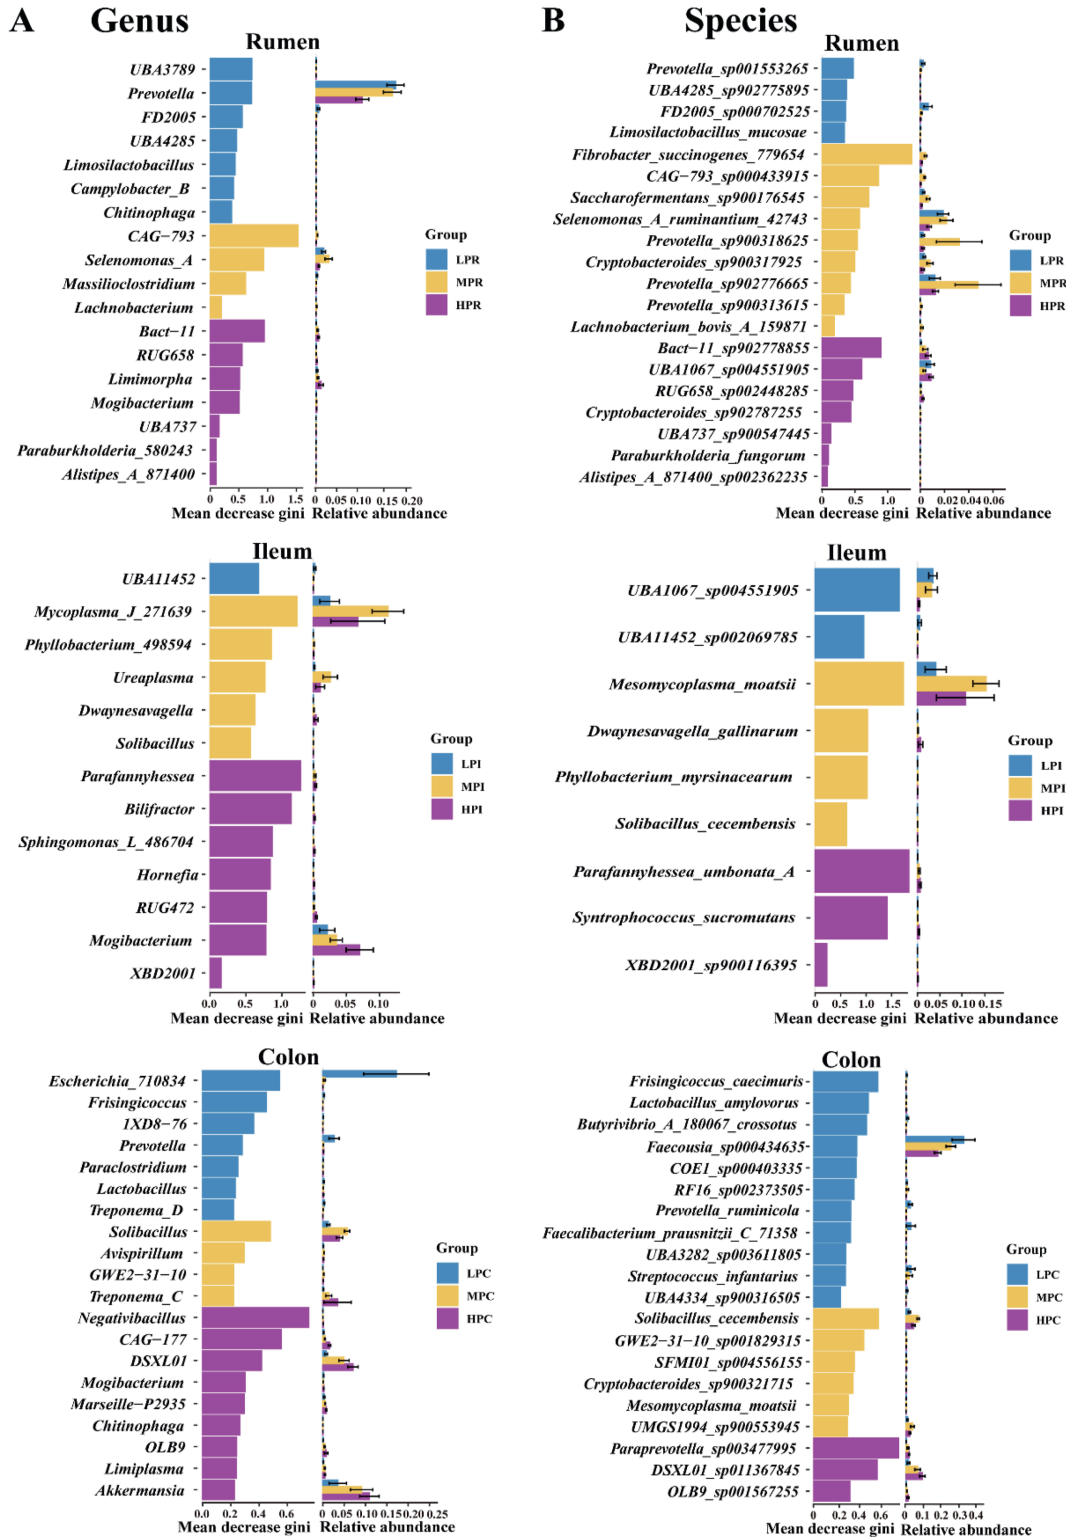 A Genus
Rumen
UBA3789
Prevotella
FD2005
UBA4285
Limosilactobacillus
Campylobacter_B
Chitinophaga
CAG−793
Selenomonas_A
Massilioclostridium
Lachnobacterium
Bact−11
RUG658
Limimorpha
Mogibacterium
UBA737
Paraburkholderia_580243
Alistipes_A_871400
0 0.5 1.0 1.5
0 0.05 0.10 0.20
Mean decrease gini Relative abundance
Group
LPR
MPR
HPR
Ileum
UBA11452
Mycoplasma_J_271639
Phyllobacterium_498594
Ureaplasma
Dwaynesavagella
Solibacillus
Parafannyhessea
Bilifractor
Sphingomonas_L_486704
Hornefia
RUG472
Mogibacterium
XBD2001
0.0 0.5 1.0
0 0.05 0.10
Mean decrease gini Relative abundance
Group
LPI
MPI
HPI
Colon
Escherichia_710834
Frisingicoccus
1XD8-76
Prevotella
Paraclostridium
Lactobacillus
Treponema_D
Solibacillus
Avispirillum
GWE2-31-10
Treponema_C
Negativibacillus
CAG-177
DSXL01
Mogibacterium
Marseille-P2935
Chitinophaga
OLB9
Limiplasma
Akkermansia
0.0 0.2 0.4 0.6
0 0.05 0.10 0.15 0.20 0.25
Mean decrease gini Relative abundance
Group
LPC
MPC
HPC
B Species
Rumen
Prevotella_sp001553265
UBA4285_sp902775895
FD2005_sp000702525
Limosilactobacillus_mucosae
Fibrobacter_succinogenes_779654
CAG−793_sp000433915
Saccharofermentans_sp900176545
Selenomonas_A_ruminantium_42743
Prevotella_sp900318625
Cryptobacteroides_sp900317925
Prevotella_sp902776665
Prevotella_sp900313615
Lachnobacterium_bovis_A_159871
Bact−11_sp902778855
UBA1067_sp004551905
RUG658_sp002448285
Cryptobacteroides_sp902787255
UBA737_sp900547445
Paraburkholderia_fungorum
Alistipes_A_871400_sp002362235
0 0.5 1.0
0 0.02 0.04 0.06
Mean decrease gini Relative abundance
Group
LPR
MPR
HPR
Ileum
UBA1067_sp004551905
UBA11452_sp002069785
Mesomycoplasma_moatsii
Dwaynesavagella_gallinarum
Phyllobacterium_myrsinacearum
Solibacillus_cecembensis
Parafannyhessea_umbonata_A
Syntrophococcus_sucromutans
XBD2001_sp900116395
0 0.5 1.0 1.5
0 0.05 0.10 0.15
Mean decrease gini Relative abundance
Group
LPI
MPI
HPI
Colon
Frisingicoccus_caecimuris
Lactobacillus_amylovorus
Butyrivibrio_A_180067_crossotus
Faecousia_sp000434635
COE1_sp000403335
RF16_sp002373505
Prevotella_ruminicola
Faecalibacterium_prausnitzii_C_71358
UBA3282_sp003611805
Streptococcus_infantarius
UBA4334_sp900316505
Solibacillus_cecembensis
GWE2-31-10_sp001829315
SFMI01_sp004556155
Cryptobacteroides_sp900321715
Mesomycoplasma_moatsii
UMGS1994_sp900553945
Paraprevotella_sp003477995
DSXL01_sp011367845
OLB9_sp001567255
0 0.2 0.4 0.6
0 0.1 0.2 0.3 0.4
Mean decrease gini Relative abundance
Group
LPC
MPC
HPC